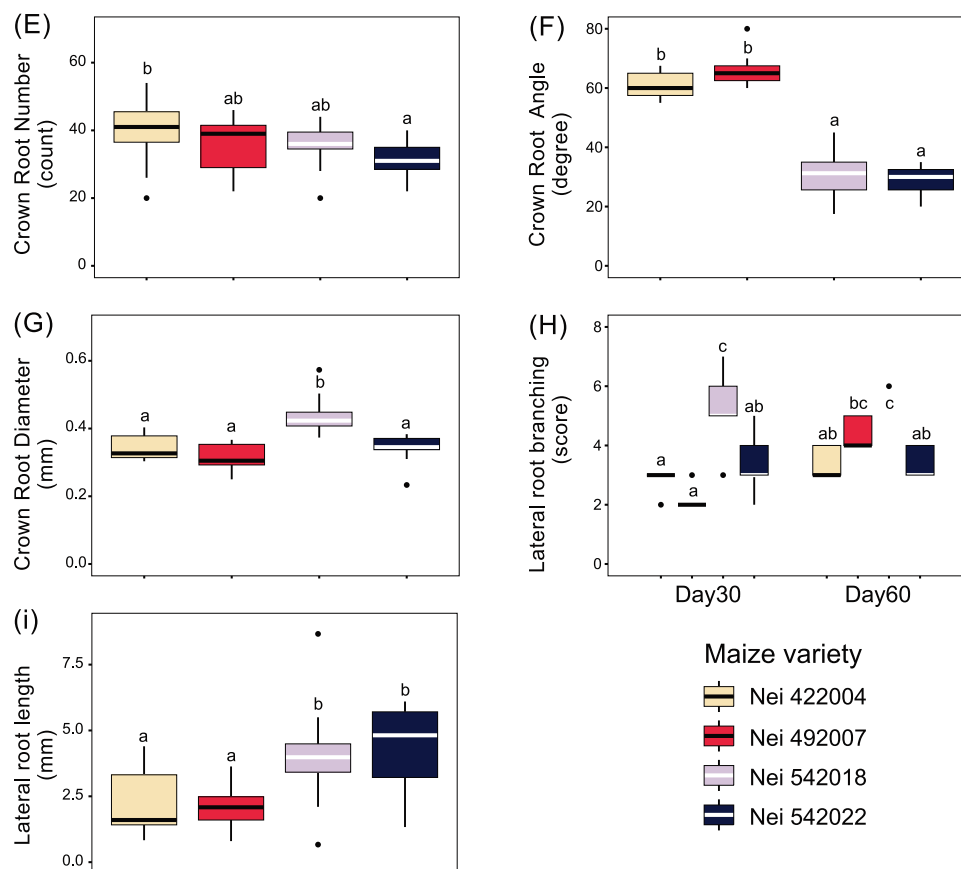 (E)
Crown Root Number
(count)
60
40
20
0
b
ab
ab
a
(F)
Crown Root Angle
(degree)
80
60
40
20
0
b
b
a
a
(G)
Crown Root Diameter
(mm)
0.6
0.4
0.2
0.0
a
a
b
a
(H)
Lateral root branching
(score)
8
6
4
2
0
a
a
c
ab
ab
bc
c
ab
Day30
Day60
(i)
Lateral root length
(mm)
7.5
5.0
2.5
0.0
a
a
b
b
Maize variety
Nei 422004
Nei 492007
Nei 542018
Nei 542022